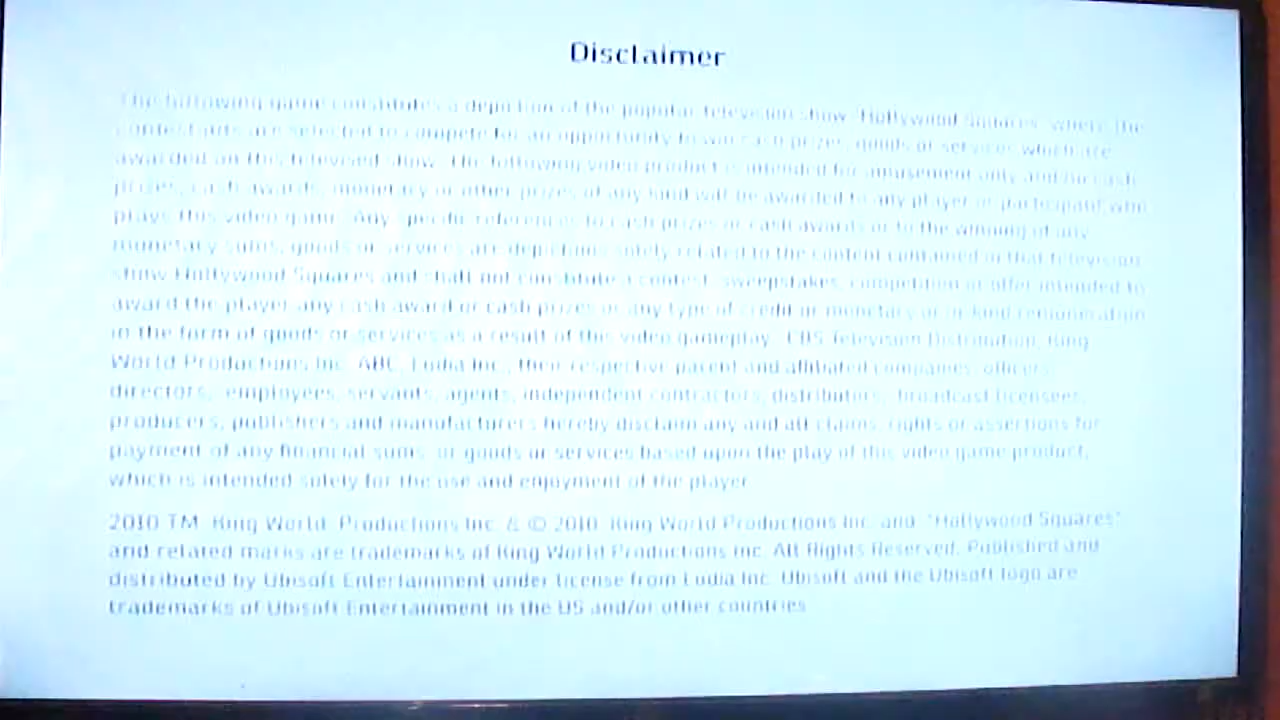 Disclaimer
The following game constitutes a depiction of the popular television show "Hollywood Squares" where the
contestants are selected to compete for an opportunity to win cash prizes, goods or services which are
awarded on this televised show. The following video product is intended for amusement only and no cash
prizes, cash awards, monetary or other prizes of any kind will be awarded to any player or participant who
plays this video game. Any specific references to cash prizes or cash awards or to the winning of any
monetary sums, goods or services are depictions solely related to the content contained in that television
show Hollywood Squares and shall not constitute a contest, sweepstakes, competition or offer intended to
award the player any cash award or cash prizes or any type of credit or monetary or in-kind remuneration
in the form of goods or services as a result of this video gameplay. CBS Television Distribution, King
World Productions Inc. ABC, Ludia Inc., their respective parent and affiliated companies, officers,
directors, employees, servants, agents, independent contractors, distributors, broadcast licensees,
producers, publishers and manufacturers hereby disclaim any and all claims, rights or assertions for
payment of any financial sums, or goods or services based upon the play of this video game product,
which is intended solely for the use and enjoyment of the player.
2010 TM King World Productions Inc. & © 2010 King World Productions Inc. and "Hollywood Squares"
and related marks are trademarks of King World Productions Inc. All Rights Reserved. Published and
distributed by Ubisoft Entertainment under license from Ludia Inc. Ubisoft and the Ubisoft logo are
trademarks of Ubisoft Entertainment in the US and/or other countries